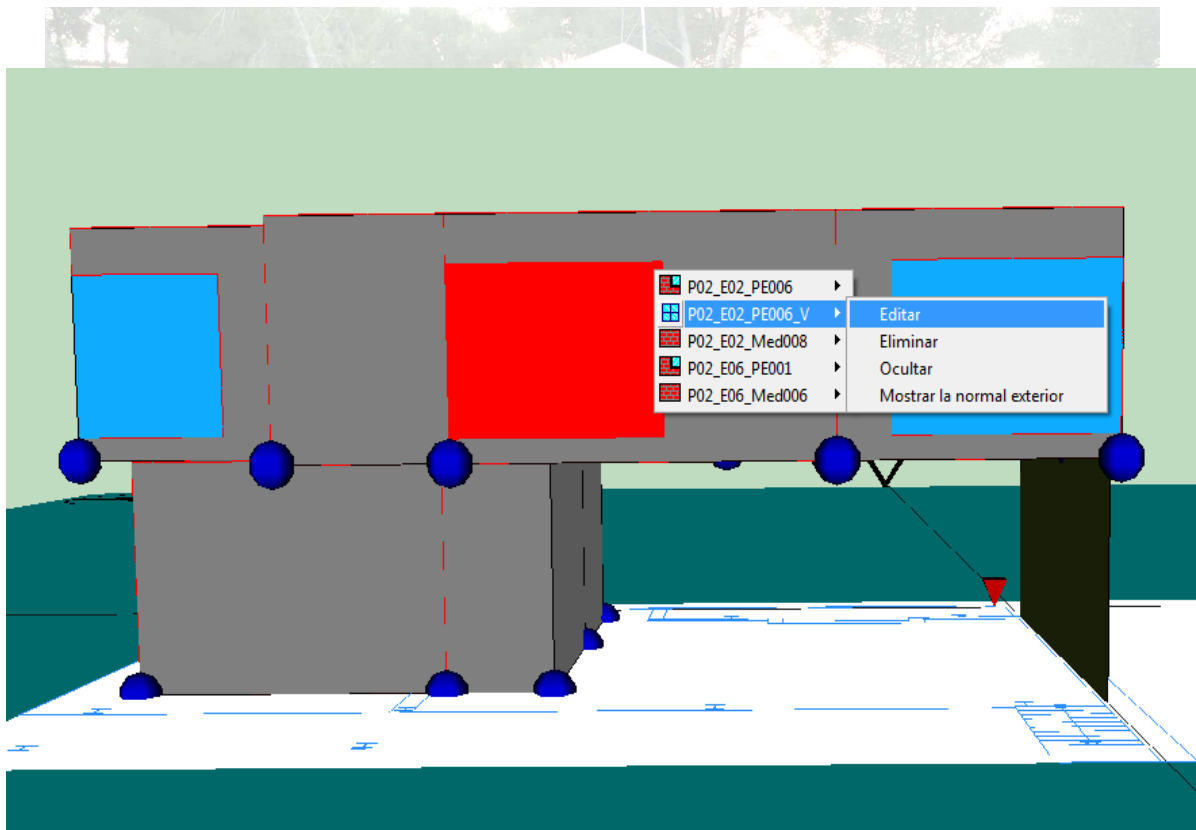 P02_E02_PE006
P02_E02_PE006_V
P02_E02_Med008
P02_E06_PE001
P02_E06_Med006
Editar
Eliminar
Ocultar
Mostrar la normal exterior